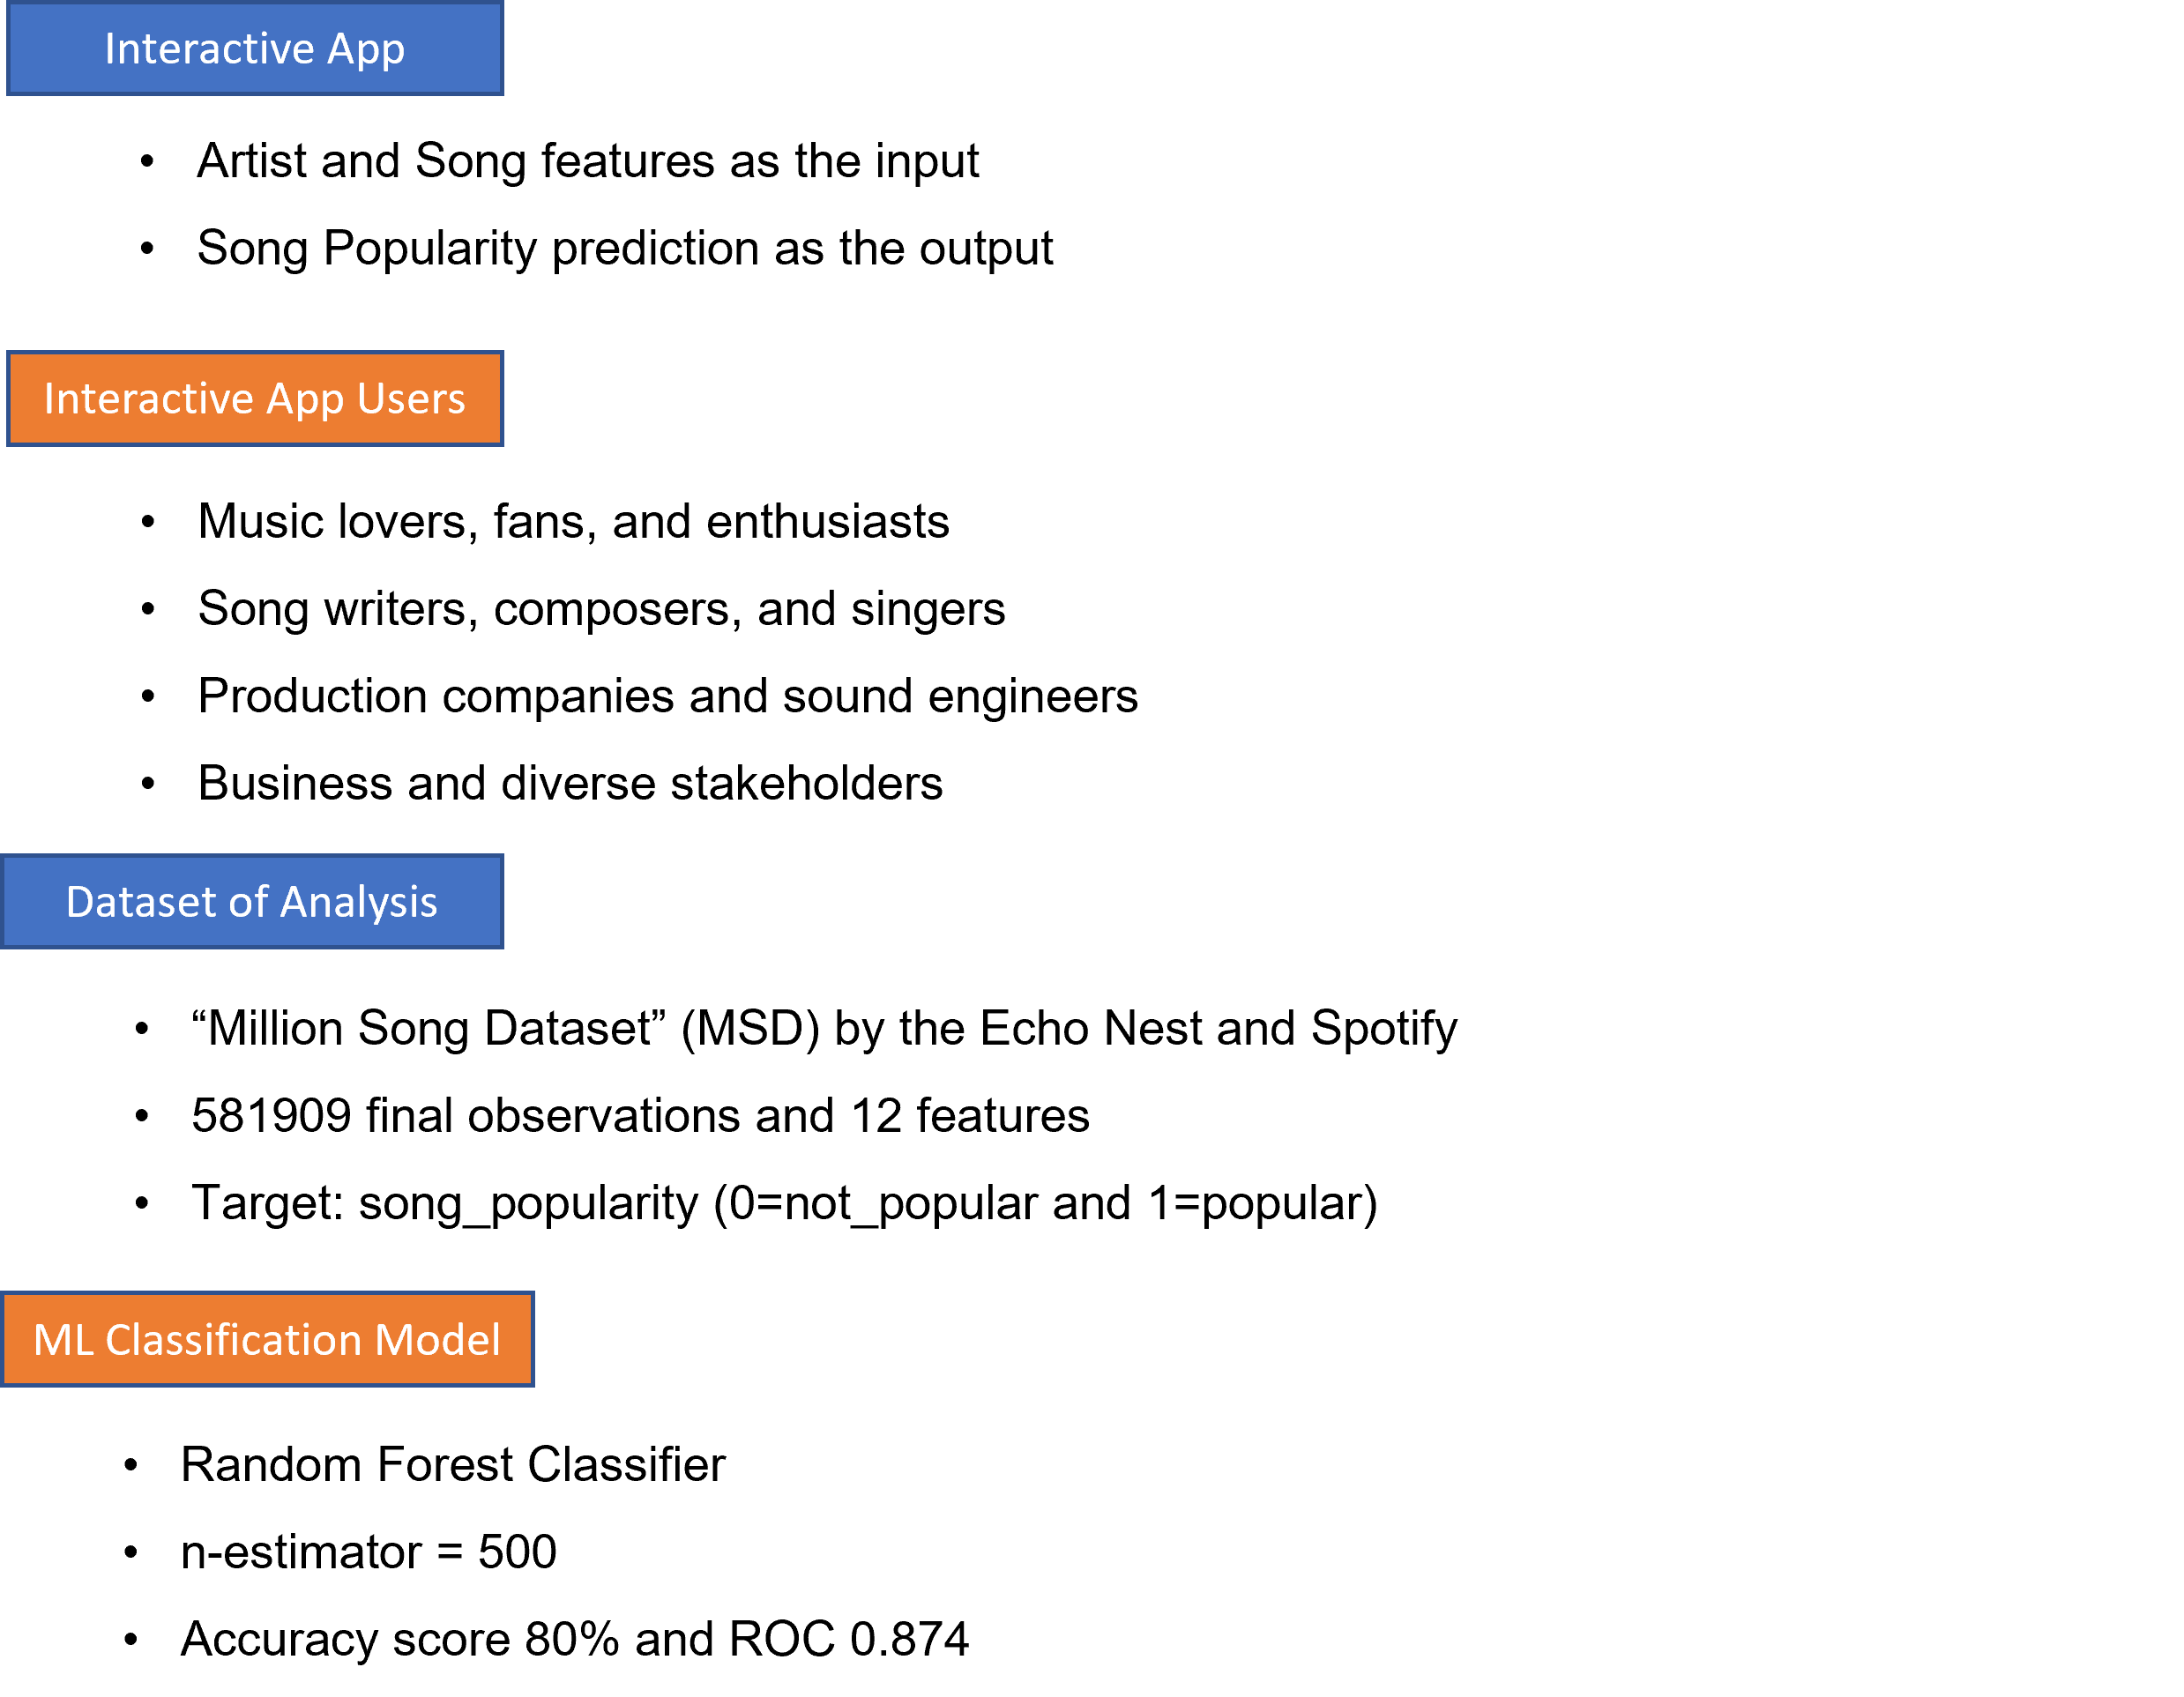 Interactive App
• Artist and Song features as the input
• Song Popularity prediction as the output
Interactive App Users
• Music lovers, fans, and enthusiasts
• Song writers, composers, and singers
• Production companies and sound engineers
• Business and diverse stakeholders
Dataset of Analysis
• “Million Song Dataset” (MSD) by the Echo Nest and Spotify
• 581909 final observations and 12 features
• Target: song_popularity (0=not_popular and 1=popular)
ML Classification Model
• Random Forest Classifier
• n-estimator = 500
• Accuracy score 80% and ROC 0.874